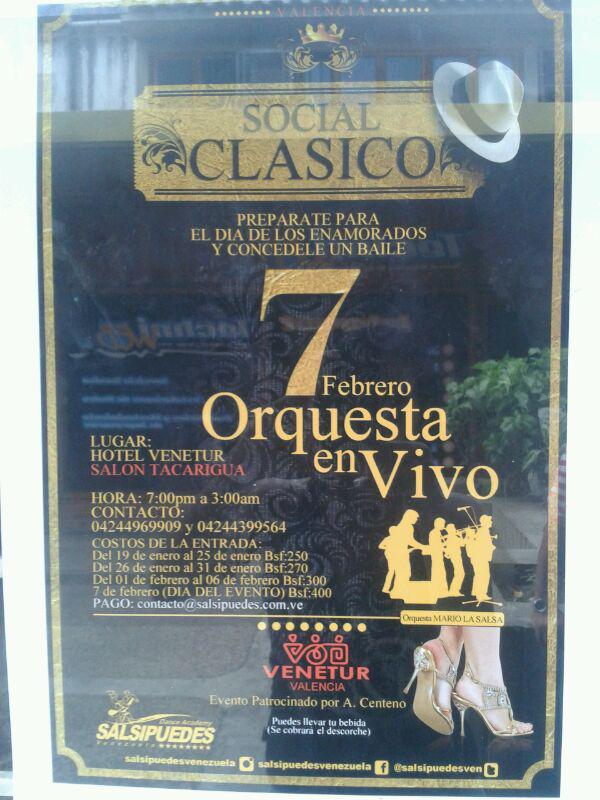 VALENCIA
SOCIAL
CLASICO
PREPARATE PARA
EL DIA DE LOS ENAMORADOS
Y CONCEDELE UN BAILE
7
Febrero
Orquesta
en Vivo
LUGAR:
HOTEL VENETUR
SALON TACARIGUA
HORA: 7:00pm a 3:00am
CONTACTO:
04244969909 y 04244399564
COSTOS DE LA ENTRADA:
Del 19 de enero al 25 de enero Bsf:250
Del 26 de enero al 31 de enero Bsf:270
Del 01 de febrero al 06 de febrero Bsf:300
7 de febrero (DIA DEL EVENTO) Bsf:400
PAGO: contacto@salsipuedes.com.ve
Orquesta MARIO LA SALSA
VENETUR
VALENCIA
Evento Patrocinado por A. Centeno
Puedes llevar tu bebida
(Se cobrará el descorche)
Dance Academy
SALSIPUEDES
Venezuela
salsipuedesvenezuela salsipuedesvenezuela @salsipuedesven